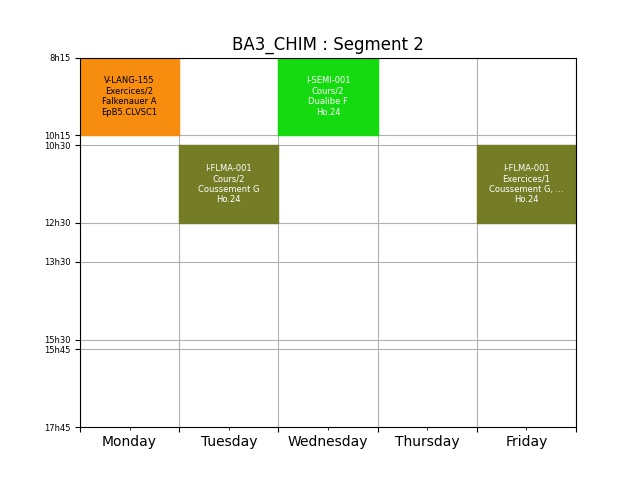 BA3_CHIM : Segment 2
8h15
V-LANG-155
Exercices/2
Falkenauer A
EpB5.CLVSC1
I-SEMI-001
Cours/2
Dualibe F
Ho.24
10h15
10h30
I-FLMA-001
Cours/2
Coussement G
Ho.24
I-FLMA-001
Exercices/1
Coussement G, ...
Ho.24
12h30
13h30
15h30
15h45
17h45
Monday
Tuesday
Wednesday
Thursday
Friday